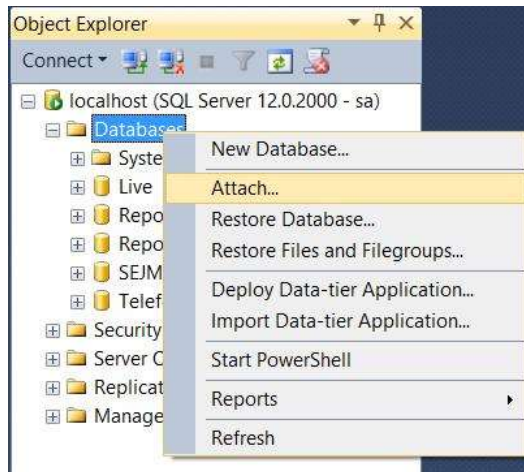 Object Explorer
Connect
localhost (SQL Server 12.0.2000 - sa)
Databases
Syste
Live
Repo
Repo
SEJM
Telef
Security
Server O
Replicat
Manage
New Database...
Attach...
Restore Database...
Restore Files and Filegroups...
Deploy Data-tier Application...
Import Data-tier Application...
Start PowerShell
Reports
Refresh